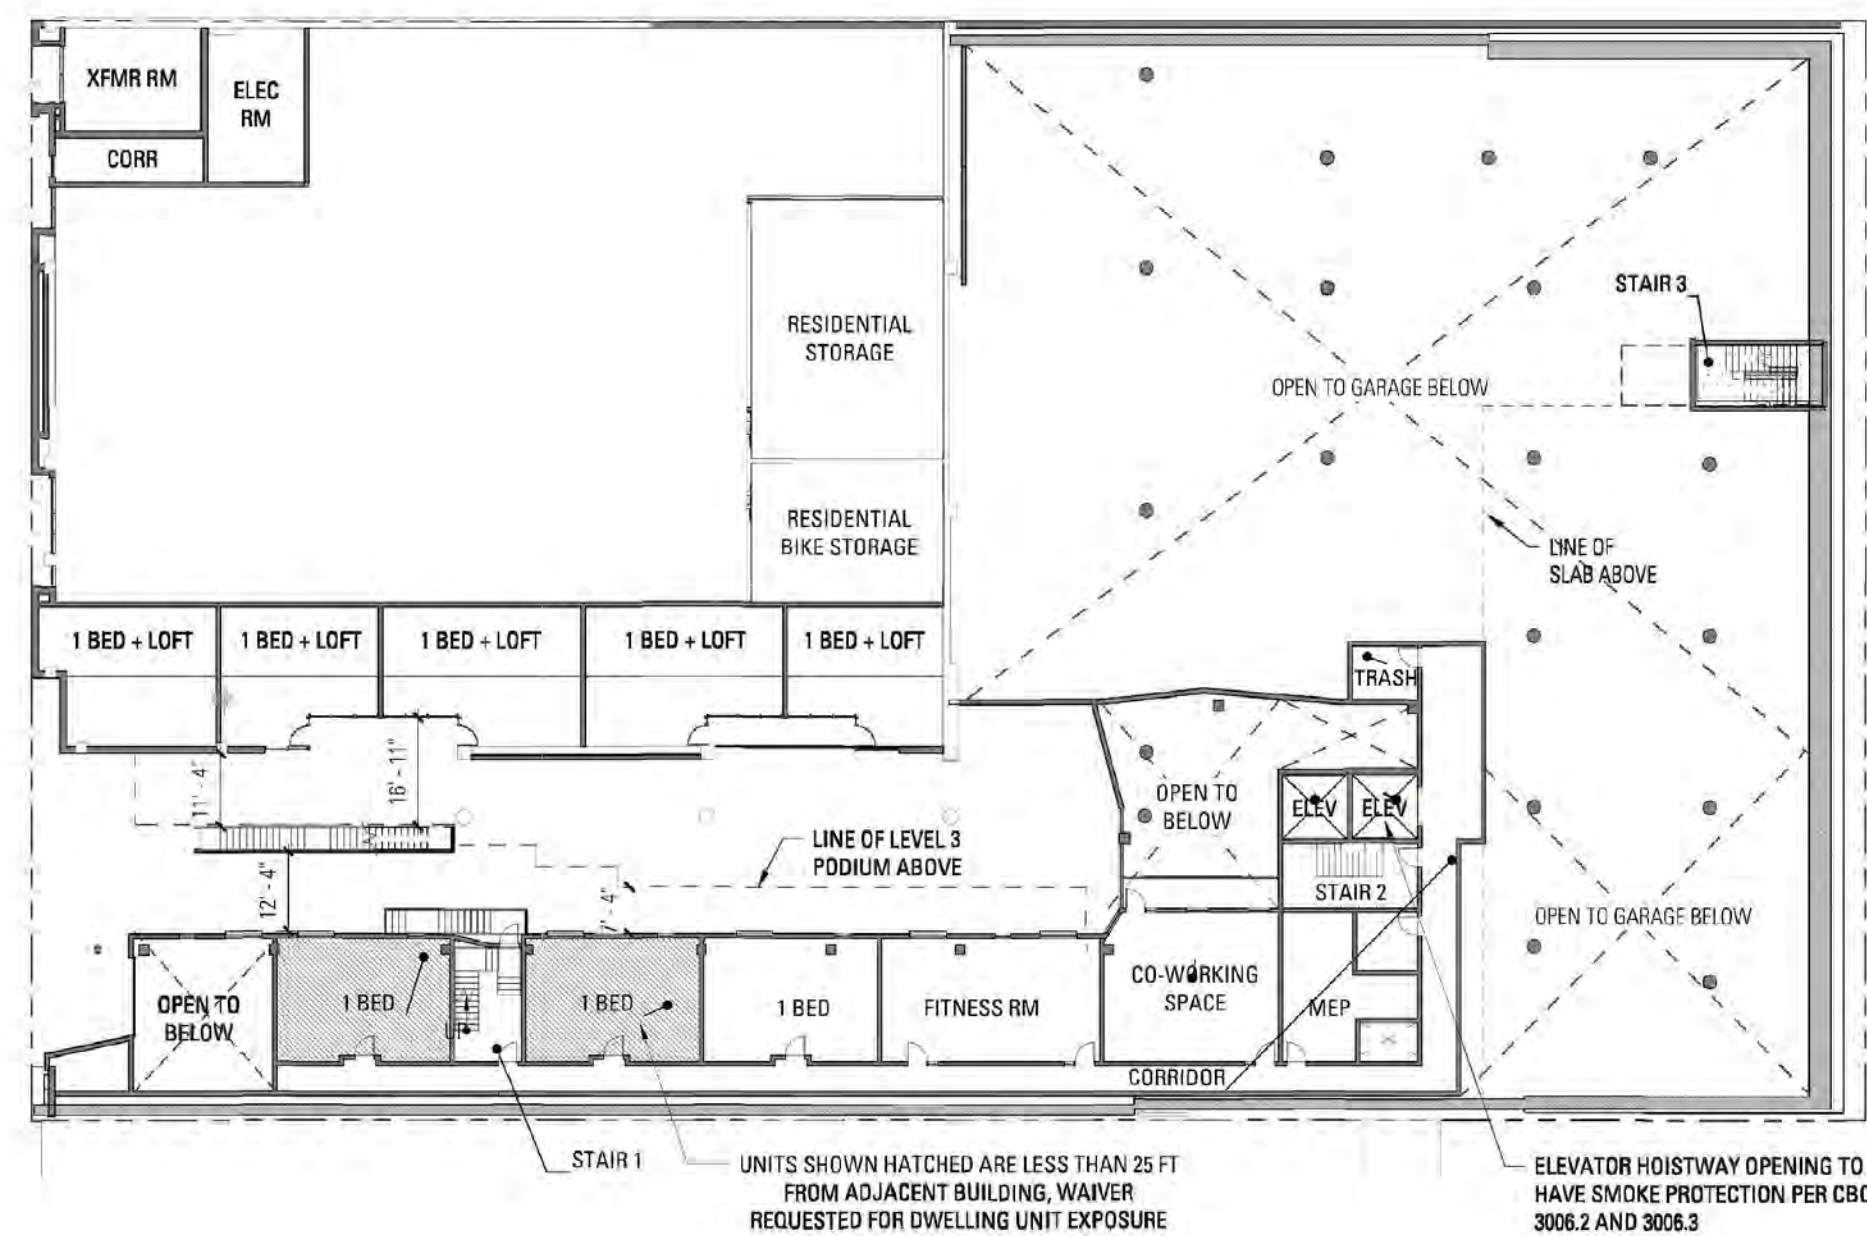 XFMR RM
ELEC
RM
CORR
STAIR 3
RESIDENTIAL
STORAGE
OPEN TO GARAGE BELOW
RESIDENTIAL
BIKE STORAGE
LINE OF
SLAB ABOVE
1 BED + LOFT
1 BED + LOFT
1 BED + LOFT
1 BED + LOFT
1 BED + LOFT
TRASH
11' - 4"
16' - 11"
OPEN TO
BELOW
ELEV
ELEV
LINE OF LEVEL 3
PODIUM ABOVE
12' - 4"
7' - 4"
STAIR 2
OPEN TO GARAGE BELOW
OPEN TO
BELOW
1 BED
UP
1 BED
1 BED
FITNESS RM
CO-WORKING
SPACE
MEP
CORRIDOR
STAIR 1
UNITS SHOWN HATCHED ARE LESS THAN 25 FT
FROM ADJACENT BUILDING, WAIVER
REQUESTED FOR DWELLING UNIT EXPOSURE
ELEVATOR HOISTWAY OPENING TO
HAVE SMOKE PROTECTION PER CBC
3006.2 AND 3006.3